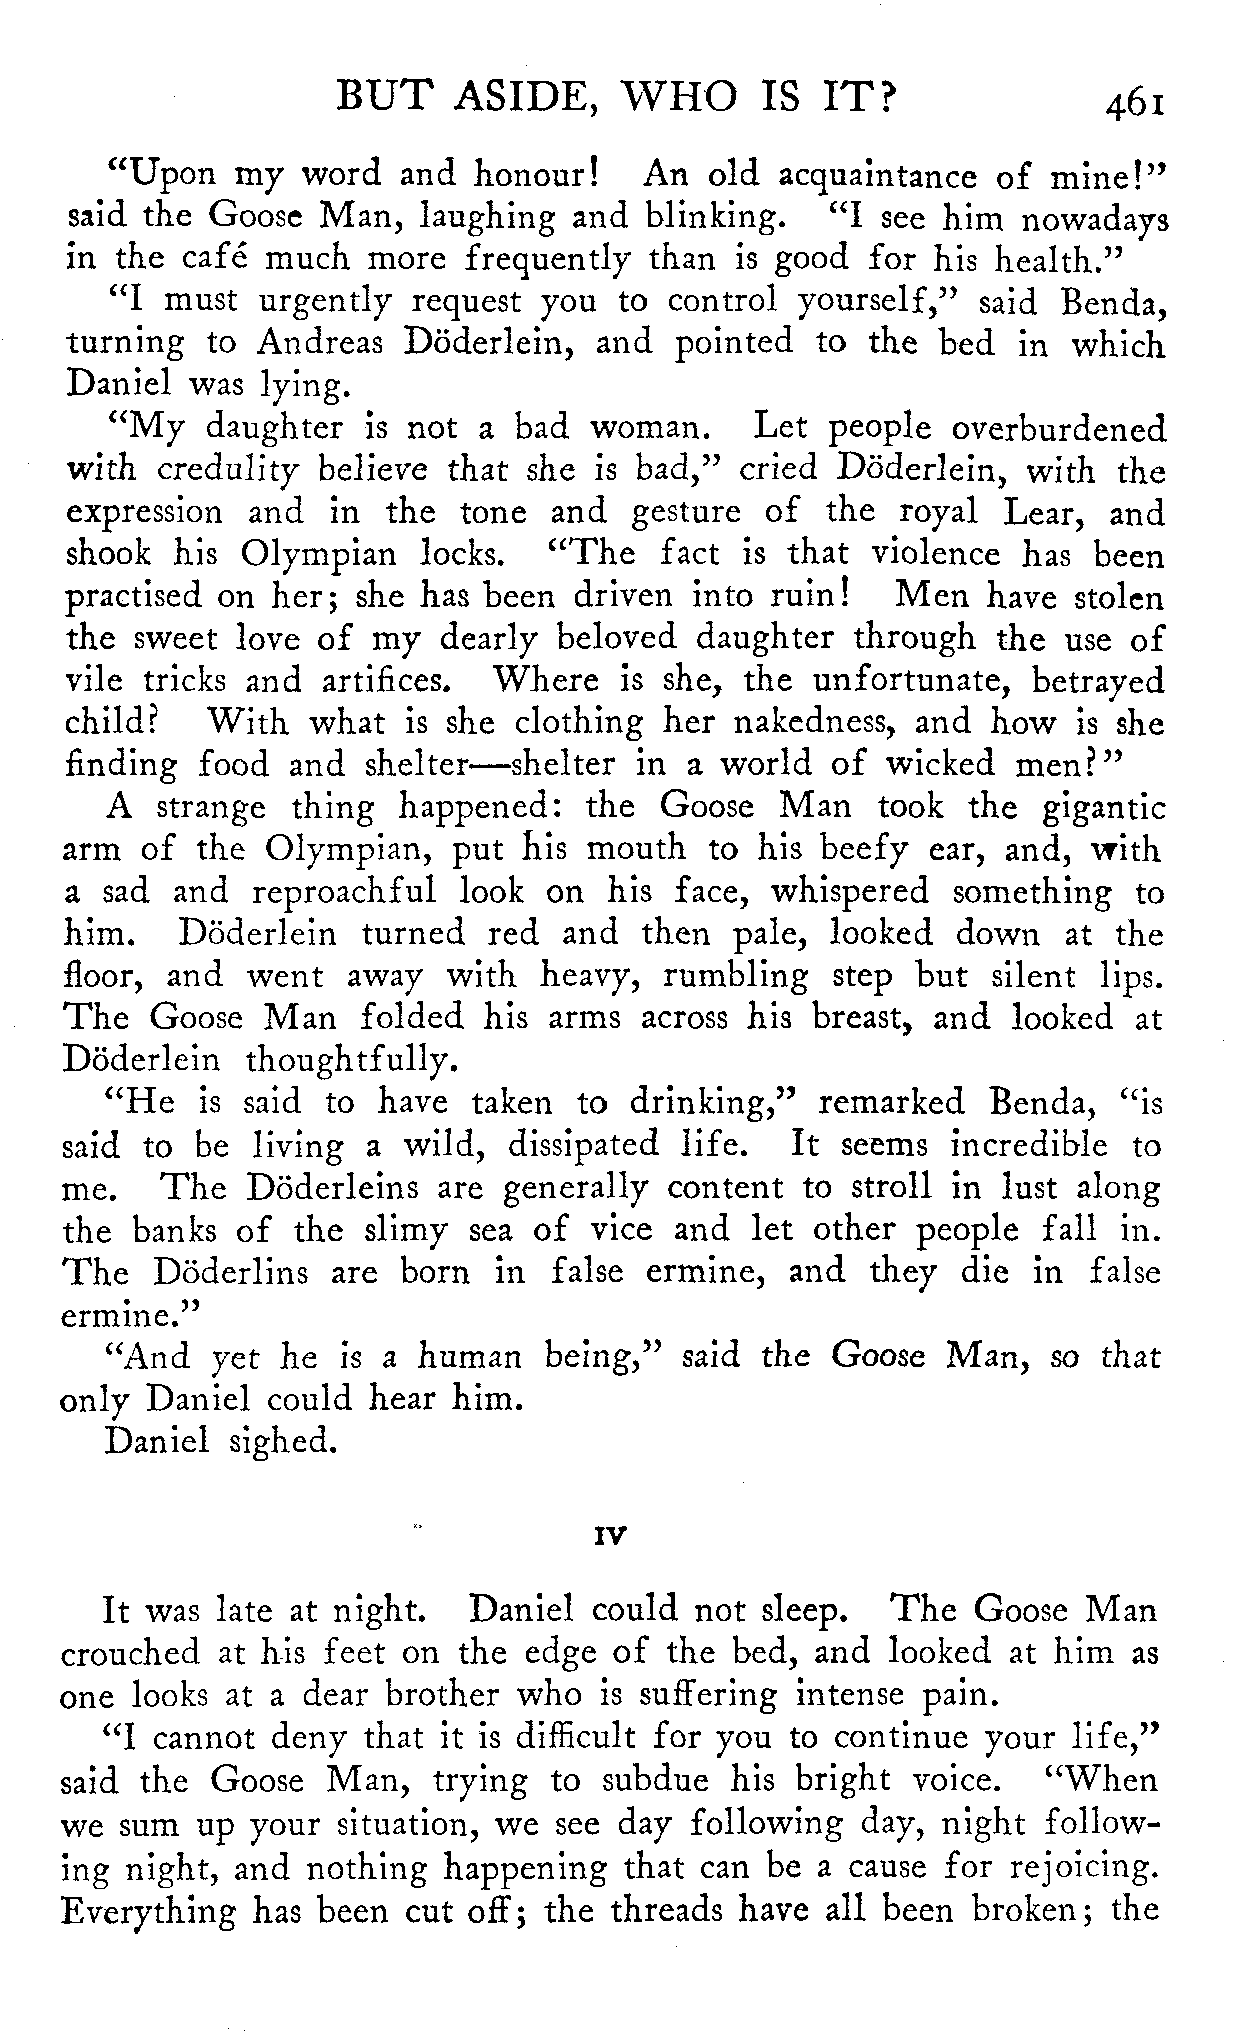 BUT ASIDE, WHO IS IT? 461
“Upon my word and honour! An old acquaintance of mine!”
said the Goose Man, laughing and blinking. “I see him nowadays
in the café much more frequently than is good for his health.”
“I must urgently request you to control yourself,” said Benda,
turning to Andreas Döderlein, and pointed to the bed in which
Daniel was lying.
“My daughter is not a bad woman. Let people overburdened
with credulity believe that she is bad,” cried Döderlein, with the
expression and in the tone and gesture of the royal Lear, and
shook his Olympian locks. “The fact is that violence has been
practised on her; she has been driven into ruin! Men have stolen
the sweet love of my dearly beloved daughter through the use of
vile tricks and artifices. Where is she, the unfortunate, betrayed
child? With what is she clothing her nakedness, and how is she
finding food and shelter—shelter in a world of wicked men?”
A strange thing happened: the Goose Man took the gigantic
arm of the Olympian, put his mouth to his beefy ear, and, with
a sad and reproachful look on his face, whispered something to
him. Döderlein turned red and then pale, looked down at the
floor, and went away with heavy, rumbling step but silent lips.
The Goose Man folded his arms across his breast, and looked at
Döderlein thoughtfully.
“He is said to have taken to drinking,” remarked Benda, “is
said to be living a wild, dissipated life. It seems incredible to
me. The Döderleins are generally content to stroll in lust along
the banks of the slimy sea of vice and let other people fall in.
The Döderlins are born in false ermine, and they die in false
ermine.”
“And yet he is a human being,” said the Goose Man, so that
only Daniel could hear him.
Daniel sighed.
IV
It was late at night. Daniel could not sleep. The Goose Man
crouched at his feet on the edge of the bed, and looked at him as
one looks at a dear brother who is suffering intense pain.
“I cannot deny that it is difficult for you to continue your life,”
said the Goose Man, trying to subdue his bright voice. “When
we sum up your situation, we see day following day, night follow-
ing night, and nothing happening that can be a cause for rejoicing.
Everything has been cut off; the threads have all been broken; the